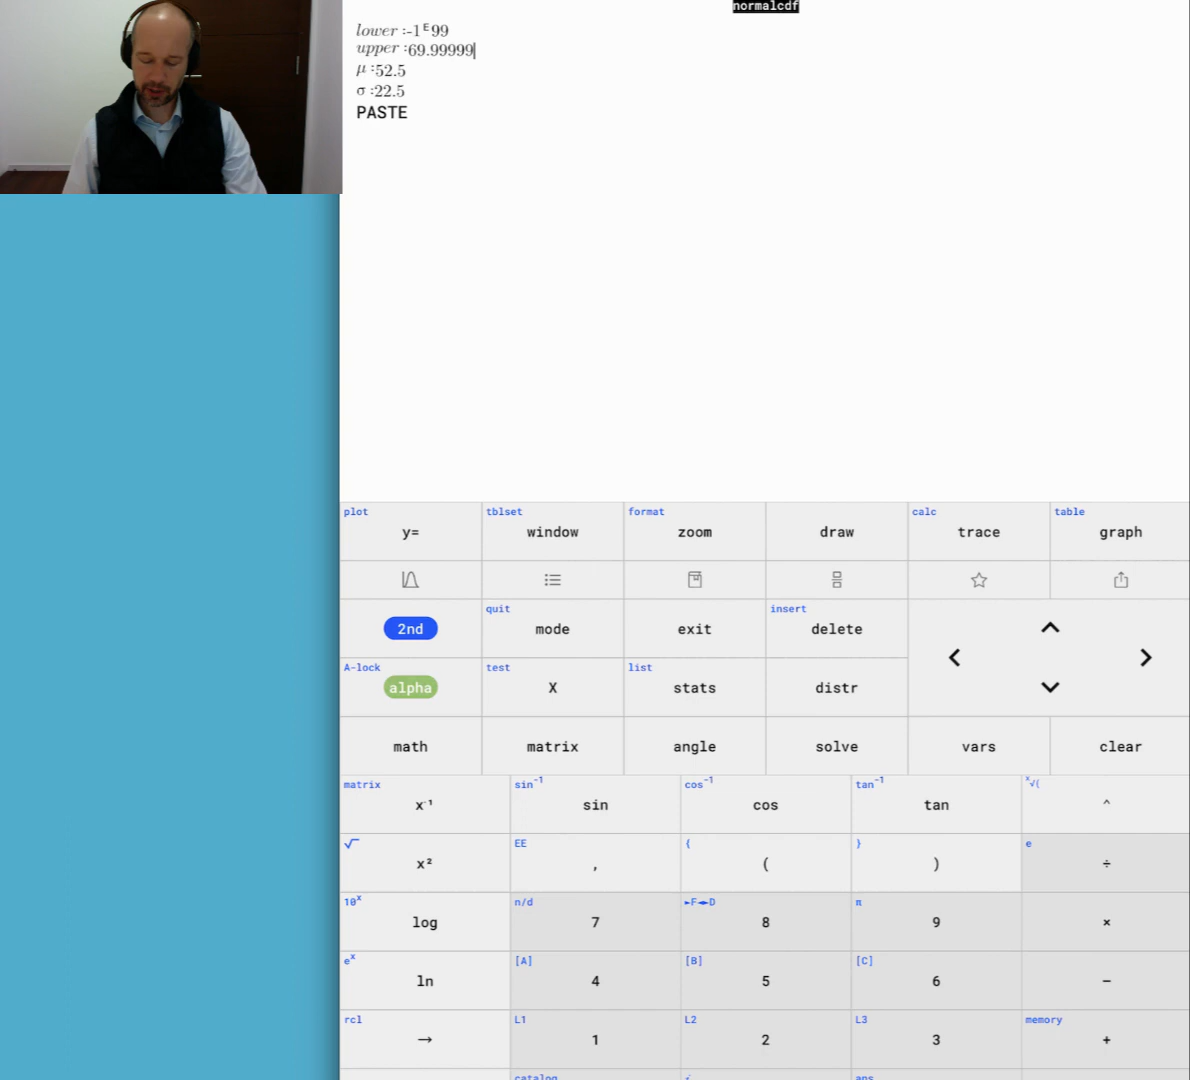 normalcdf
lower :-1ᴱ99
upper :69.99999
μ :52.5
σ :22.5
PASTE
plot tblset format calc table
y= window zoom draw trace graph
quit insert
2nd mode exit delete
A-lock test list
alpha X stats distr
math matrix angle solve vars clear
matrix sin⁻¹ cos⁻¹ tan⁻¹ ˣ√(
x⁻¹ sin cos tan ^
√ EE { } e
x² , ( ) ÷
10ˣ n/d ►F◄►D π
log 7 8 9 ×
eˣ [A] [B] [C]
ln 4 5 6 −
rcl L1 L2 L3 memory
→ 1 2 3 +
catalog i ans